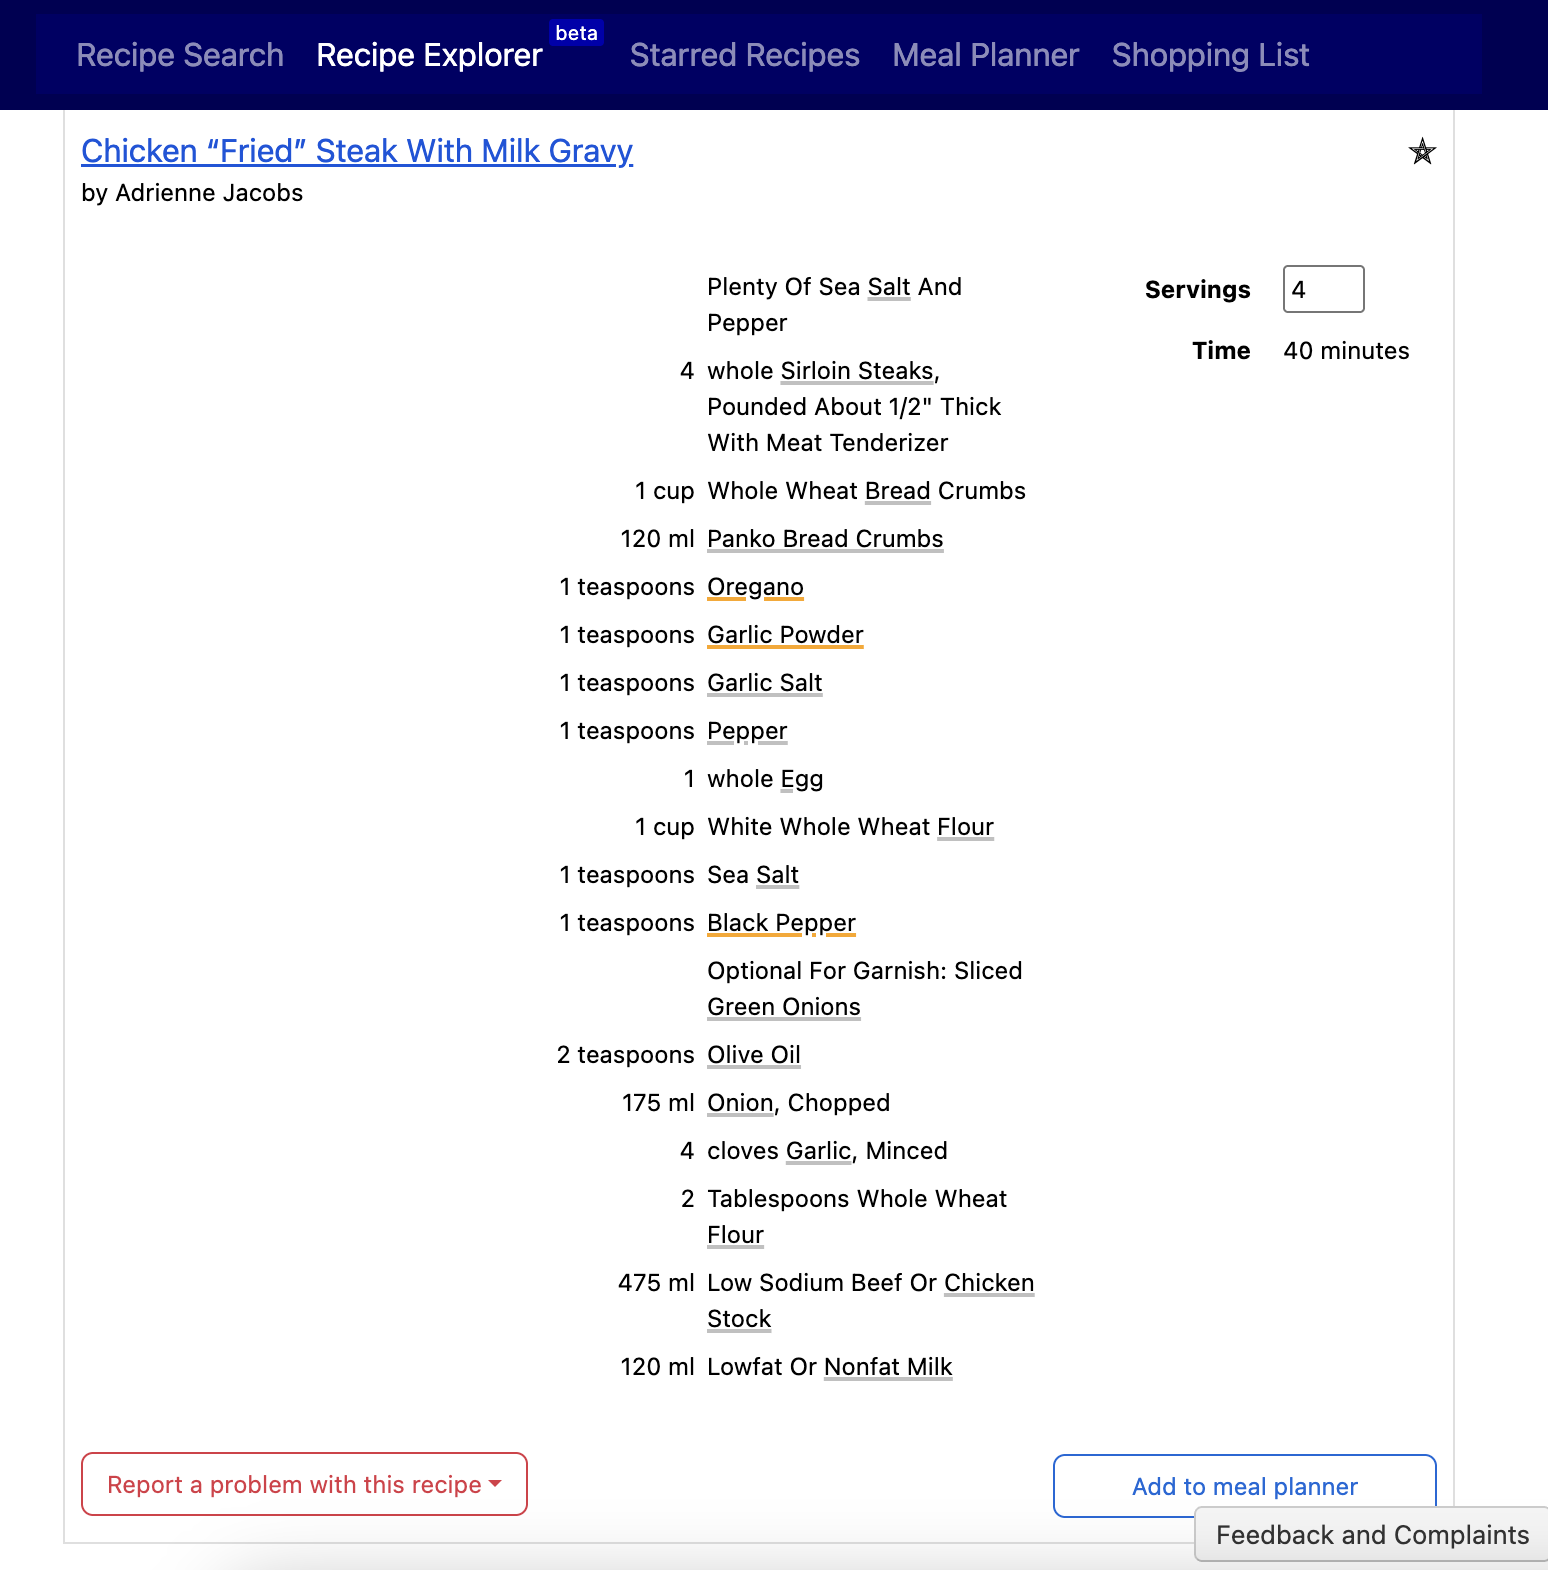 Recipe Search Recipe Explorer beta Starred Recipes Meal Planner Shopping List
Chicken “Fried” Steak With Milk Gravy
by Adrienne Jacobs
Plenty Of Sea Salt And
Pepper
4 whole Sirloin Steaks,
Pounded About 1/2" Thick
With Meat Tenderizer
1 cup Whole Wheat Bread Crumbs
120 ml Panko Bread Crumbs
1 teaspoons Oregano
1 teaspoons Garlic Powder
1 teaspoons Garlic Salt
1 teaspoons Pepper
1 whole Egg
1 cup White Whole Wheat Flour
1 teaspoons Sea Salt
1 teaspoons Black Pepper
Optional For Garnish: Sliced
Green Onions
2 teaspoons Olive Oil
175 ml Onion, Chopped
4 cloves Garlic, Minced
2 Tablespoons Whole Wheat
Flour
475 ml Low Sodium Beef Or Chicken
Stock
120 ml Lowfat Or Nonfat Milk
Servings 4
Time 40 minutes
Report a problem with this recipe
Add to meal planner
Feedback and Complaints